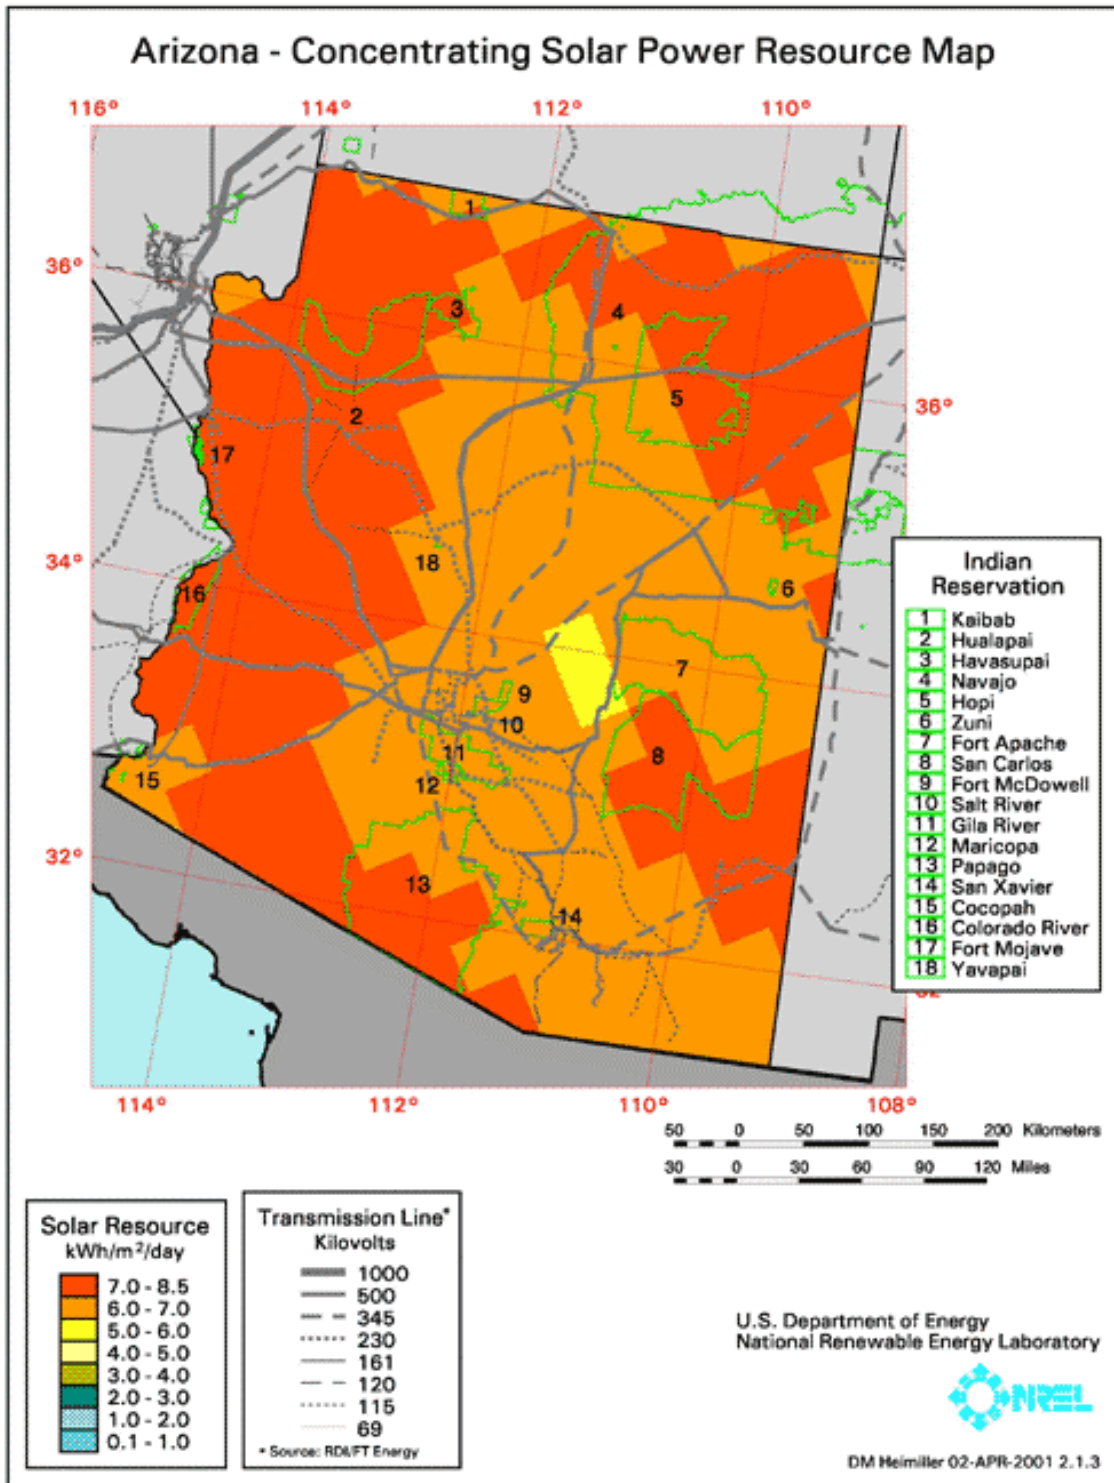 Arizona - Concentrating Solar Power Resource Map
116° 114° 112° 110°
36°
34°
32°
36°
32
114° 112° 110° 108°
1
2
3
4
5
6
7
8
9
10
11
12
13
14
15
16
17
18
Indian
Reservation
1 Kaibab
2 Hualapai
3 Havasupai
4 Navajo
5 Hopi
6 Zuni
7 Fort Apache
8 San Carlos
9 Fort McDowell
10 Salt River
11 Gila River
12 Maricopa
13 Papago
14 San Xavier
15 Cocopah
16 Colorado River
17 Fort Mojave
18 Yavapai
50 0 50 100 150 200 Kilometers
30 0 30 60 90 120 Miles
Solar Resource
kWh/m²/day
7.0 - 8.5
6.0 - 7.0
5.0 - 6.0
4.0 - 5.0
3.0 - 4.0
2.0 - 3.0
1.0 - 2.0
0.1 - 1.0
Transmission Line*
Kilovolts
1000
500
345
230
161
120
115
69
* Source: RDI/FT Energy
U.S. Department of Energy
National Renewable Energy Laboratory
NREL
DM Heimiller 02-APR-2001 2.1.3